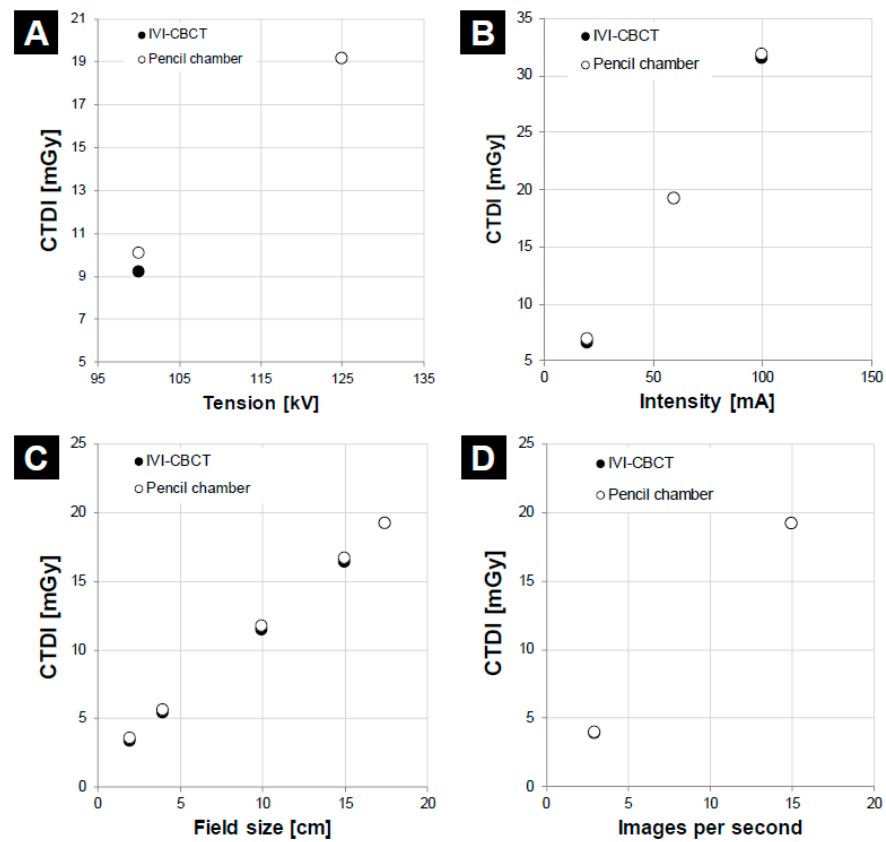 A
21
19
17
15
13
11
9
7
5
CTDI [mGy]
IVI-CBCT
Pencil chamber
95 105 115 125 135
Tension [kV]
B
35
30
25
20
15
10
5
CTDI [mGy]
IVI-CBCT
Pencil chamber
0 50 100 150
Intensity [mA]
C
25
20
15
10
5
0
CTDI [mGy]
IVI-CBCT
Pencil chamber
0 5 10 15 20
Field size [cm]
D
25
20
15
10
5
0
CTDI [mGy]
IVI-CBCT
Pencil chamber
0 5 10 15 20
Images per second